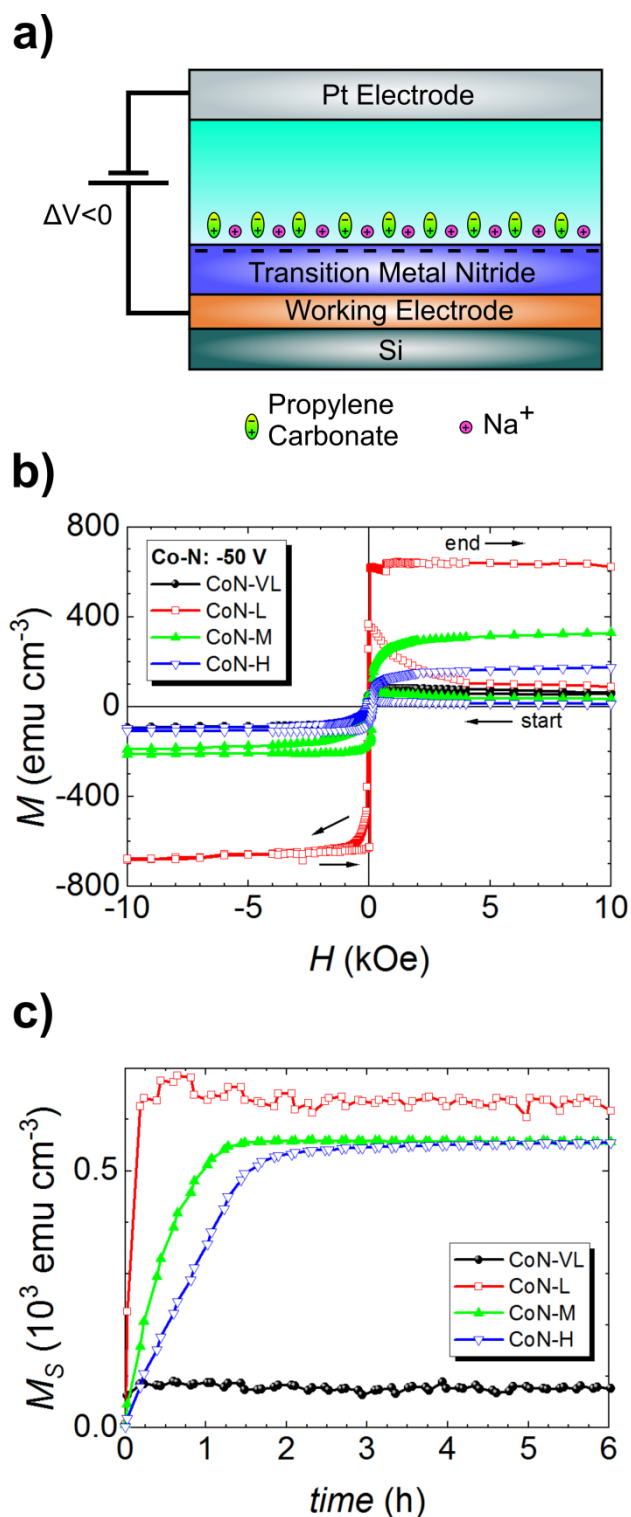 a)
Pt Electrode
ΔV<0
Transition Metal Nitride
Working Electrode
Si
Propylene
Carbonate
Na+
b)
800
400
0
-400
-800
M (emu cm-3)
Co-N: -50 V
CoN-VL
CoN-L
CoN-M
CoN-H
end
start
-10
-5
0
5
10
H (kOe)
c)
0.5
0.0
MS (10³ emu cm-3)
CoN-VL
CoN-L
CoN-M
CoN-H
0
1
2
3
4
5
6
time (h)